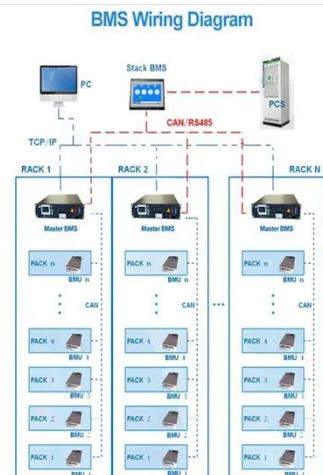 BMS Wiring Diagram
PC
Stack BMS
PCS
CAN/RS485
TCP/IP
RACK 1
RACK 2
RACK N
Master BMS
Master BMS
Master BMS
PACK n
PACK n
PACK n
BMU n
BMU n
BMU n
CAN
CAN
CAN
PACK 4
PACK 4
PACK 4
BMU 4
BMU 4
BMU 4
PACK 3
PACK 3
PACK 3
BMU 3
BMU 3
BMU 3
PACK 2
PACK 2
PACK 2
BMU 2
BMU 2
BMU 2
PACK 1
PACK 1
PACK 1